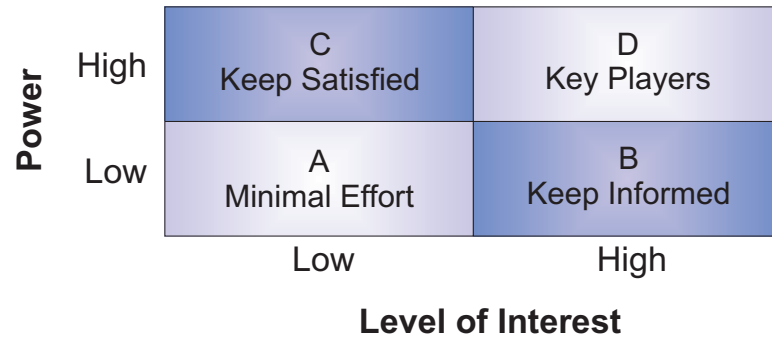 Power
High
C
Keep Satisfied
D
Key Players
Low
A
Minimal Effort
B
Keep Informed
Low
High
Level of Interest